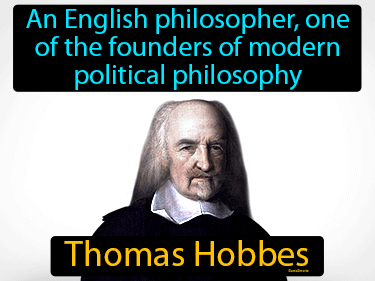 An English philosopher, one
of the founders of modern
political philosophy
Thomas Hobbes